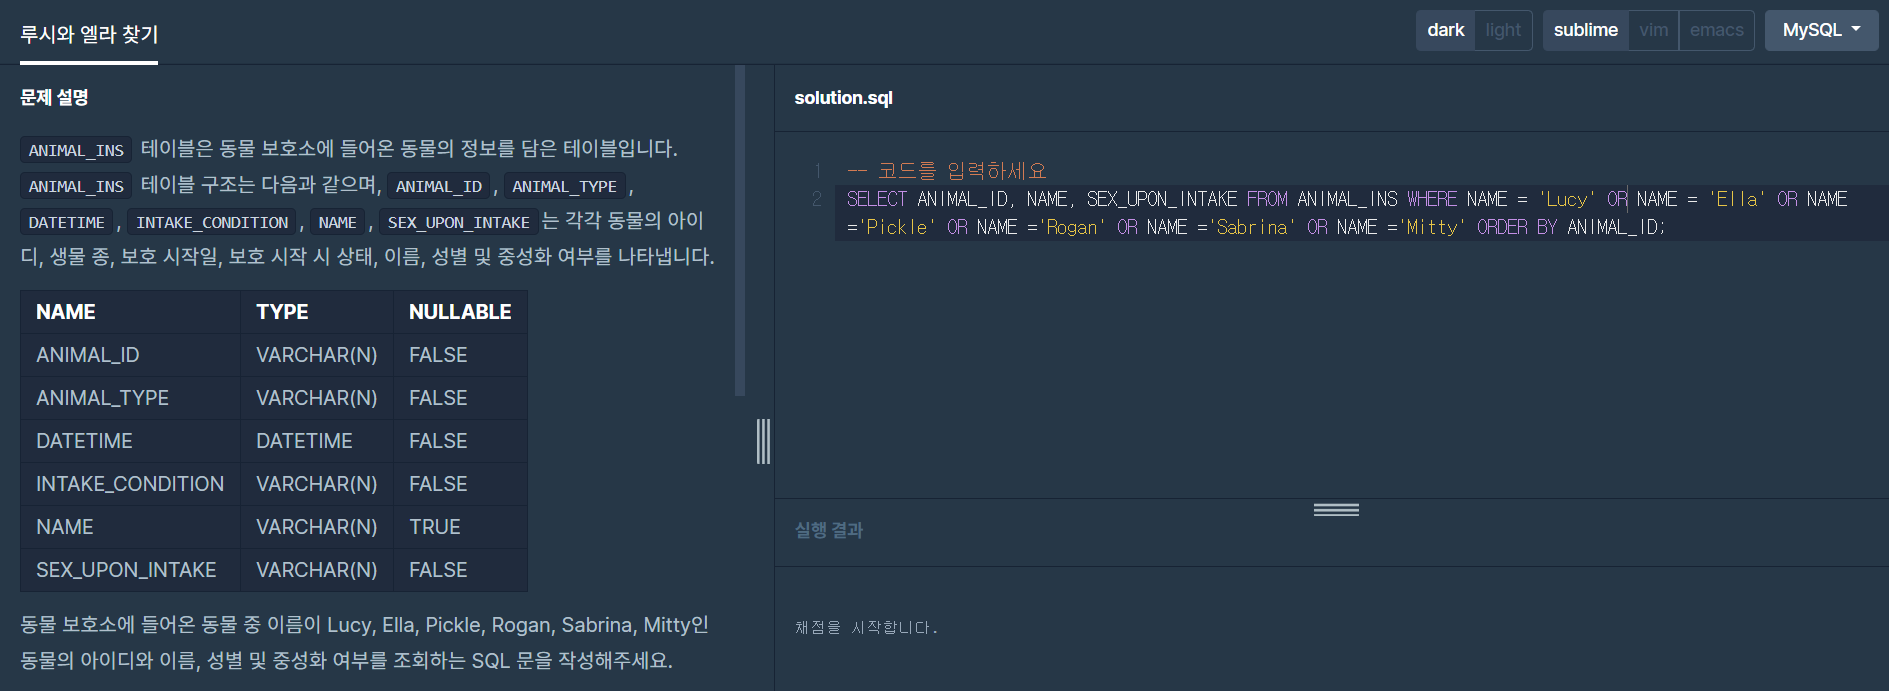 루시와 엘라 찾기
dark light sublime vim emacs MySQL
문제 설명
ANIMAL_INS 테이블은 동물 보호소에 들어온 동물의 정보를 담은 테이블입니다.
ANIMAL_INS 테이블 구조는 다음과 같으며, ANIMAL_ID , ANIMAL_TYPE ,
DATETIME , INTAKE_CONDITION , NAME , SEX_UPON_INTAKE 는 각각 동물의 아이
디, 생물 종, 보호 시작일, 보호 시작 시 상태, 이름, 성별 및 중성화 여부를 나타냅니다.
NAME TYPE NULLABLE
ANIMAL_ID VARCHAR(N) FALSE
ANIMAL_TYPE VARCHAR(N) FALSE
DATETIME DATETIME FALSE
INTAKE_CONDITION VARCHAR(N) FALSE
NAME VARCHAR(N) TRUE
SEX_UPON_INTAKE VARCHAR(N) FALSE
동물 보호소에 들어온 동물 중 이름이 Lucy, Ella, Pickle, Rogan, Sabrina, Mitty인
동물의 아이디와 이름, 성별 및 중성화 여부를 조회하는 SQL 문을 작성해주세요.
solution.sql
1 -- 코드를 입력하세요
2 SELECT ANIMAL_ID, NAME, SEX_UPON_INTAKE FROM ANIMAL_INS WHERE NAME = 'Lucy' OR NAME = 'Ella' OR NAME
='Pickle' OR NAME ='Rogan' OR NAME ='Sabrina' OR NAME ='Mitty' ORDER BY ANIMAL_ID;
실행 결과
채점을 시작합니다.